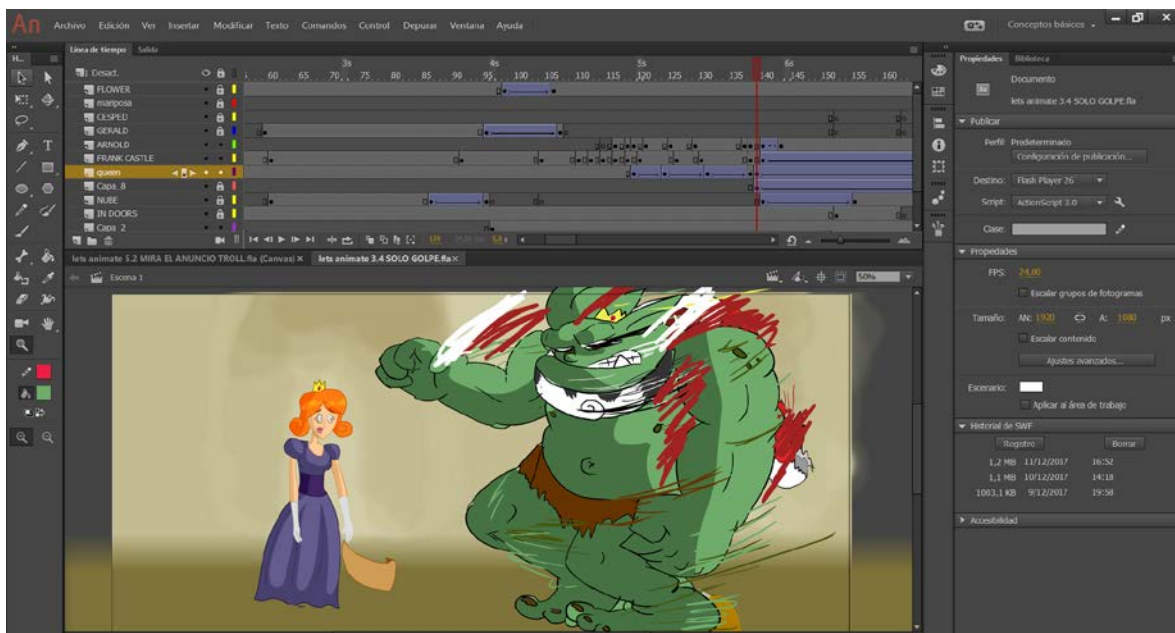 An Archivo Edición Ver Insertar Modificar Texto Comandos Control Depurar Ventana Ayuda Conceptos básicos
Línea de tiempo Salida
H...
3s 4s 5s 6s
Desact. 60 65 70 75 80 85 90 95 100 105 110 115 120 125 130 135 140 145 150 155 160
FLOWER
mariposa
CESPED
GERALD
ARNOLD
FRANK CASTLE
queen
Capa_8
NUBE
IN DOORS
Capa 2
lets animate 5.2 MIRA EL ANUNCIO TROLL.fla (Canvas) × lets animate 3.4 SOLO GOLPE.fla ×
Escena 1 50%
Propiedades Biblioteca
Documento
lets animate 3.4 SOLO GOLPE.fla
Publicar
Perfil: Predeterminado
Configuración de publicación...
Destino: Flash Player 26
Script: ActionScript 3.0
Clase:
Propiedades
FPS: 24,00
Escalar grupos de fotogramas
Tamaño: AN: 1920 A: 1080 px
Escalar contenido
Ajustes avanzados...
Escenario:
Aplicar al área de trabajo
Historial de SWF
Registro Borrar
1,2 MB 11/12/2017 16:52
1,1 MB 10/12/2017 14:18
1003,1 KB 9/12/2017 19:58
Accesibilidad